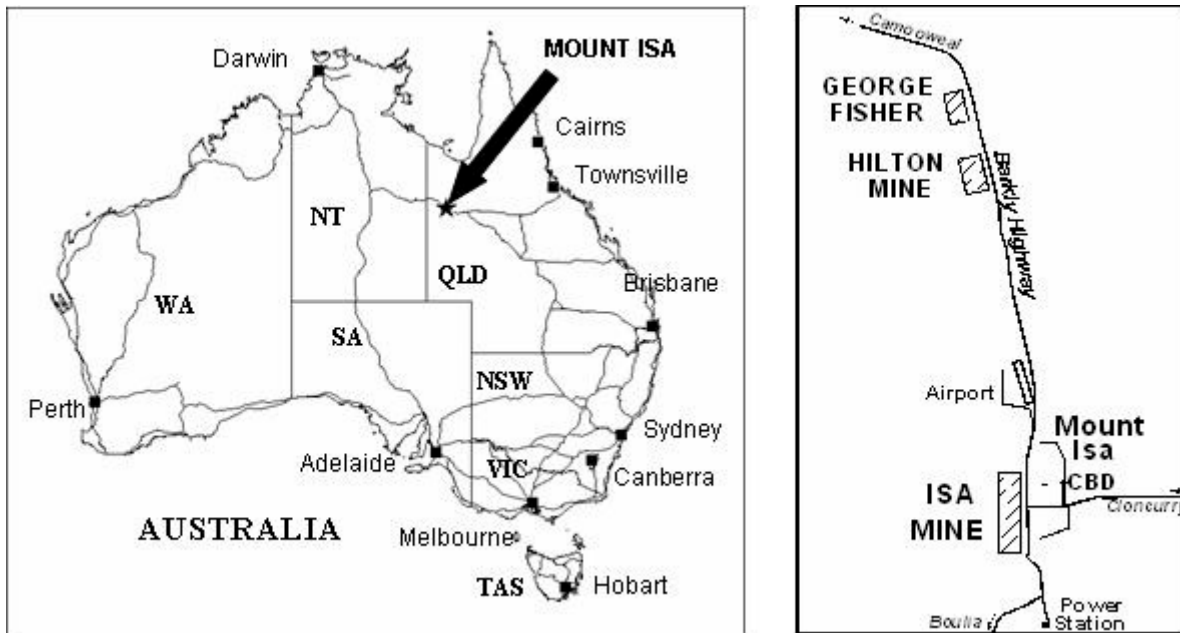 MOUNT ISA
Darwin
Cairns
Townsville
NT
QLD
Brisbane
WA
SA
NSW
Perth
Sydney
Adelaide
VIC
Canberra
AUSTRALIA
Melbourne
TAS
Hobart
Camooweal
GEORGE
FISHER
HILTON
MINE
Barkly Highway
Airport
Mount
Isa
CBD
ISA
MINE
Cloncurry
Boulia
Power
Station